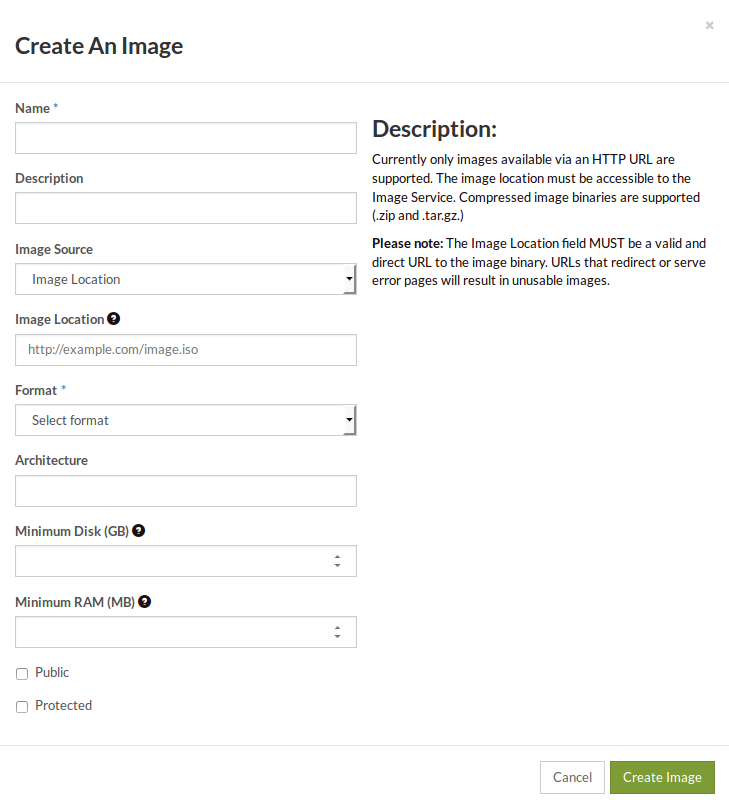 ×
Create An Image
Name *
Description
Image Source
Image Location
Image Location ?
http://example.com/image.iso
Format *
Select format
Architecture
Minimum Disk (GB) ?
Minimum RAM (MB) ?
Public
Protected
Description:
Currently only images available via an HTTP URL are
supported. The image location must be accessible to the
Image Service. Compressed image binaries are supported
(.zip and .tar.gz.)
Please note: The Image Location field MUST be a valid and
direct URL to the image binary. URLs that redirect or serve
error pages will result in unusable images.
Cancel
Create Image